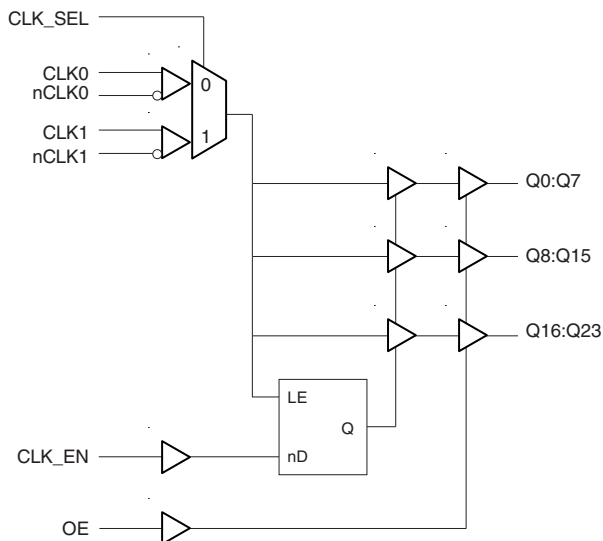 CLK_SEL
CLK0
nCLK0
CLK1
nCLK1
0
1
Q0:Q7
Q8:Q15
Q16:Q23
LE
Q
nD
CLK_EN
OE